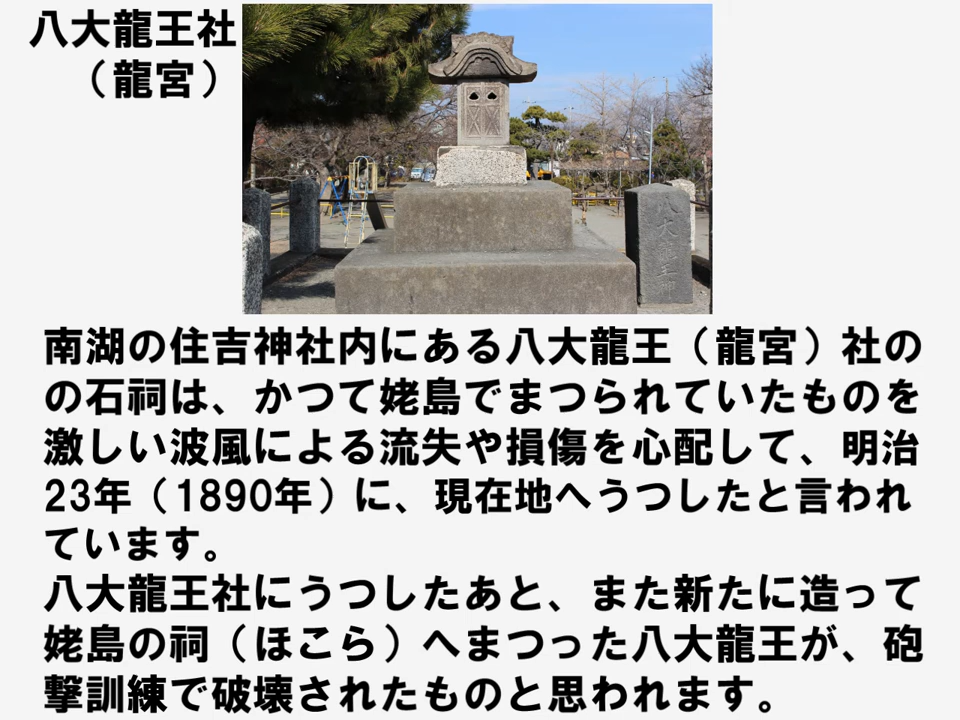 八大龍王社
（龍宮）
八大龍王神
南湖の住吉神社内にある八大龍王（龍宮）社の
の石祠は、かつて姥島でまつられていたものを
激しい波風による流失や損傷を心配して、明治
23年（1890年）に、現在地へうつしたと言われ
ています。
八大龍王社にうつしたあと、また新たに造って
姥島の祠（ほこら）へまつった八大龍王が、砲
撃訓練で破壊されたものと思われます。